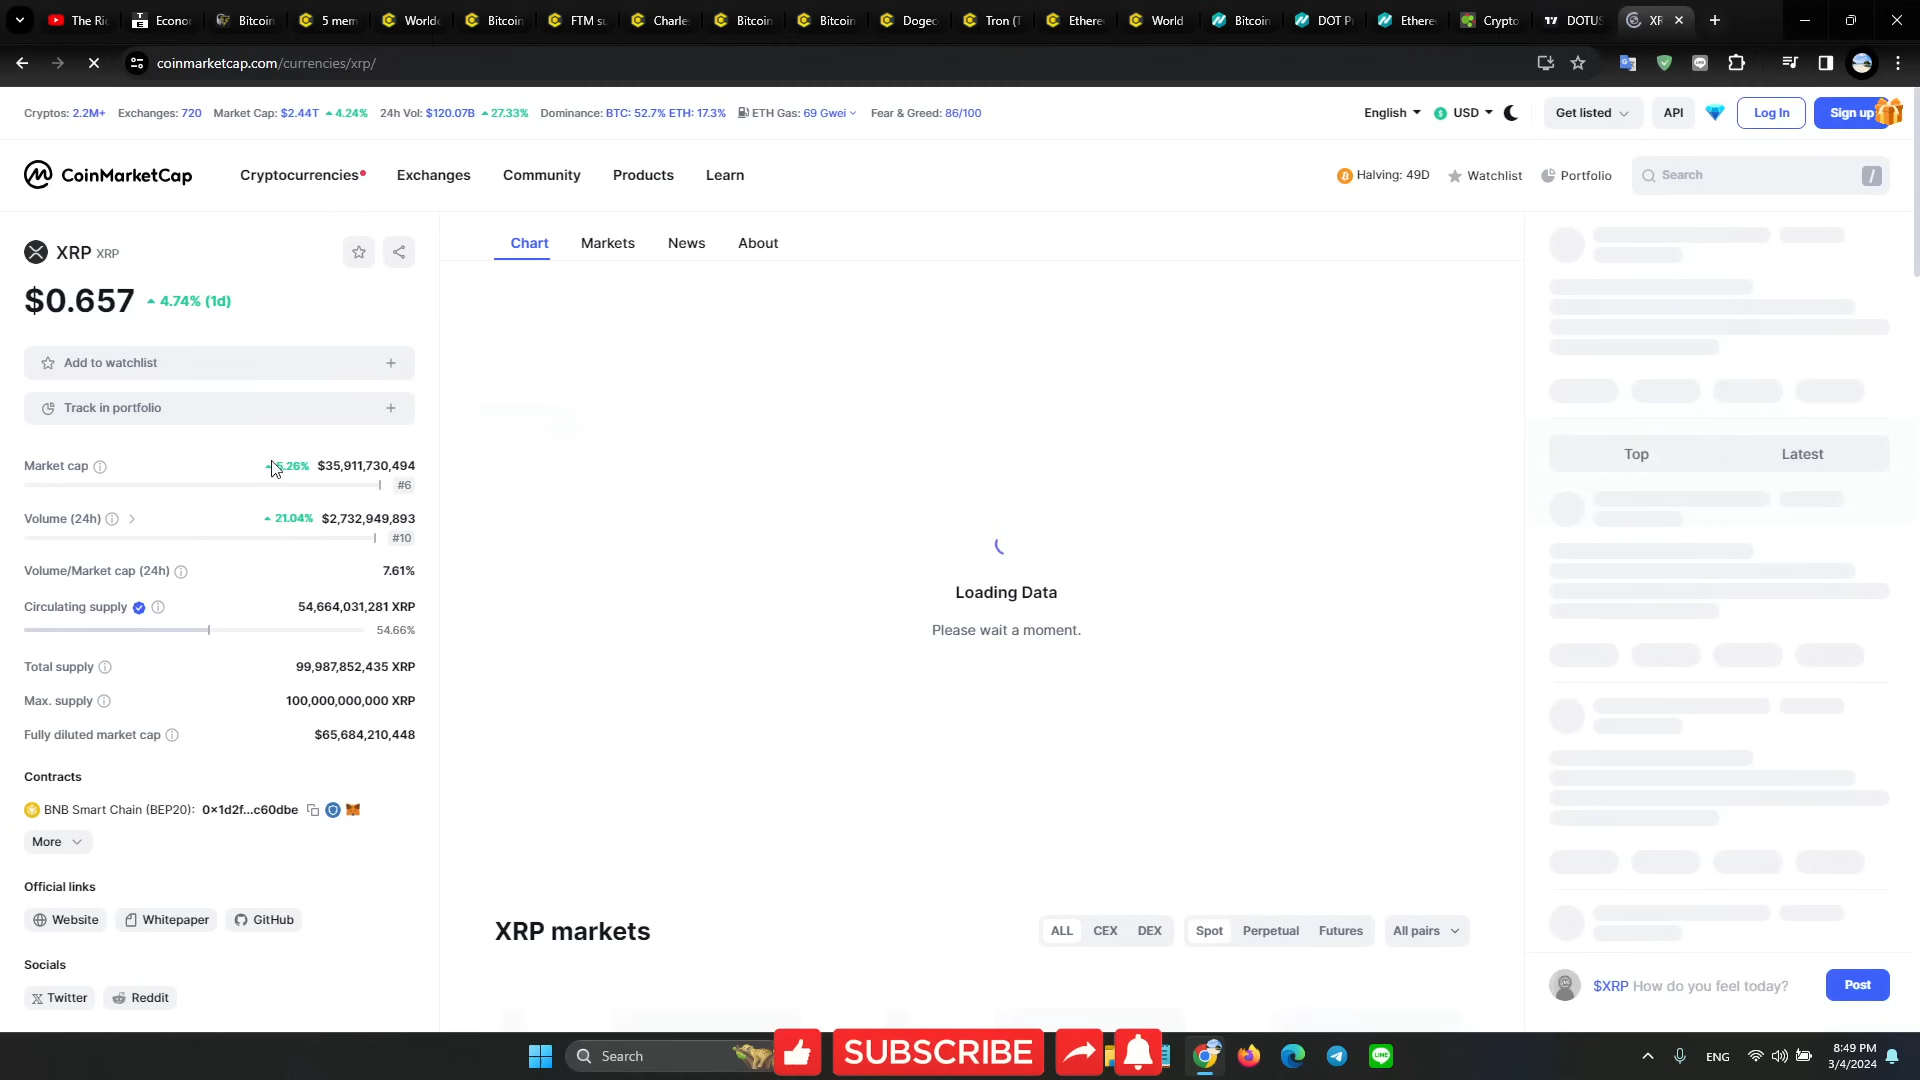 The Ri
Econor
Bitcoin
5 mem
Worldc
Bitcoin
FTM su
Charle
Bitcoin
Bitcoin
Dogec
Tron (T
Ethere
World
Bitcoin
DOT P
Ethere
Crypto
DOTUS
XR
coinmarketcap.com/currencies/xrp/
Cryptos: 2.2M+ Exchanges: 720 Market Cap: $2.44T 4.24% 24h Vol: $120.07B 27.33% Dominance: BTC: 52.7% ETH: 17.3% ETH Gas: 69 Gwei Fear & Greed: 86/100
English USD Get listed API Log In Sign up
CoinMarketCap Cryptocurrencies Exchanges Community Products Learn
Halving: 49D Watchlist Portfolio Search /
XRP XRP
$0.657 4.74% (1d)
Add to watchlist +
Track in portfolio +
Market cap 5.26% $35,911,730,494
#6
Volume (24h) 21.04% $2,732,949,893
#10
Volume/Market cap (24h) 7.61%
Circulating supply 54,664,031,281 XRP
54.66%
Total supply 99,987,852,435 XRP
Max. supply 100,000,000,000 XRP
Fully diluted market cap $65,684,210,448
Contracts
BNB Smart Chain (BEP20): 0x1d2f...c60dbe
More
Official links
Website Whitepaper GitHub
Socials
Twitter Reddit
Chart Markets News About
Loading Data
Please wait a moment.
XRP markets
ALL CEX DEX Spot Perpetual Futures All pairs
Top Latest
$XRP How do you feel today? Post
Search
SUBSCRIBE
LINE
ENG
8:49 PM
3/4/2024